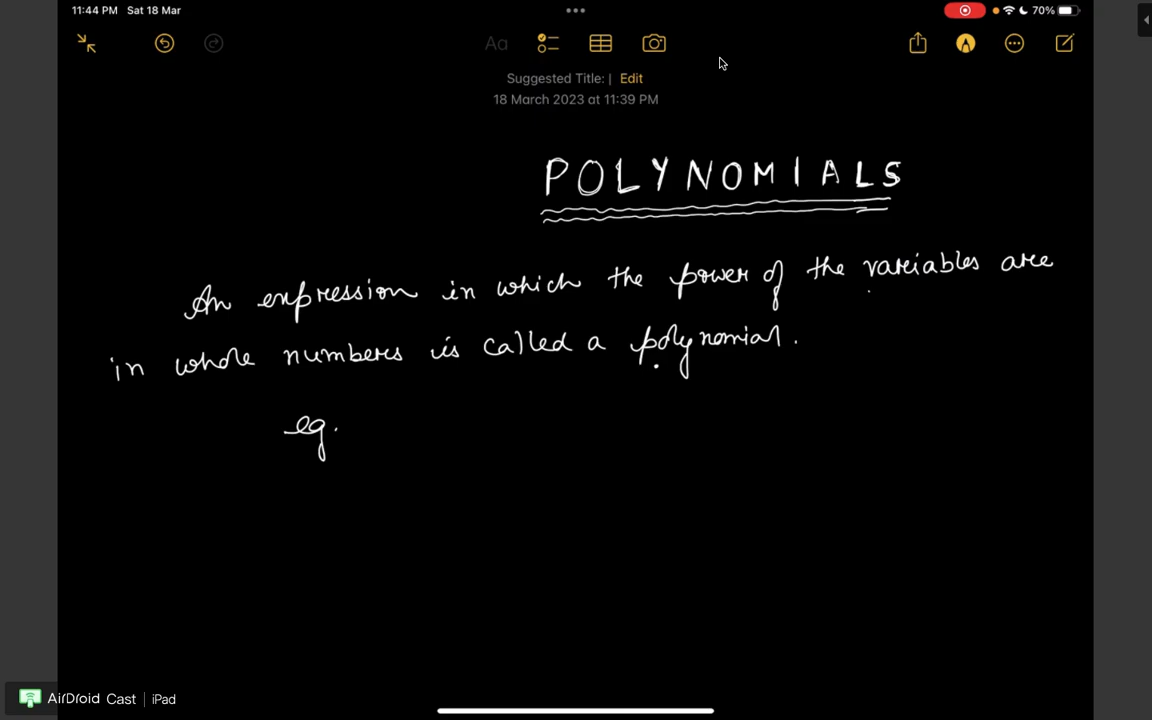 11:44 PM Sat 18 Mar
70%
Aa
Suggested Title: | Edit
18 March 2023 at 11:39 PM
POLYNOMIALS
An expression in which the power of the variables are
in whole numbers is called a polynomial.
eg.
AirDroid Cast | iPad